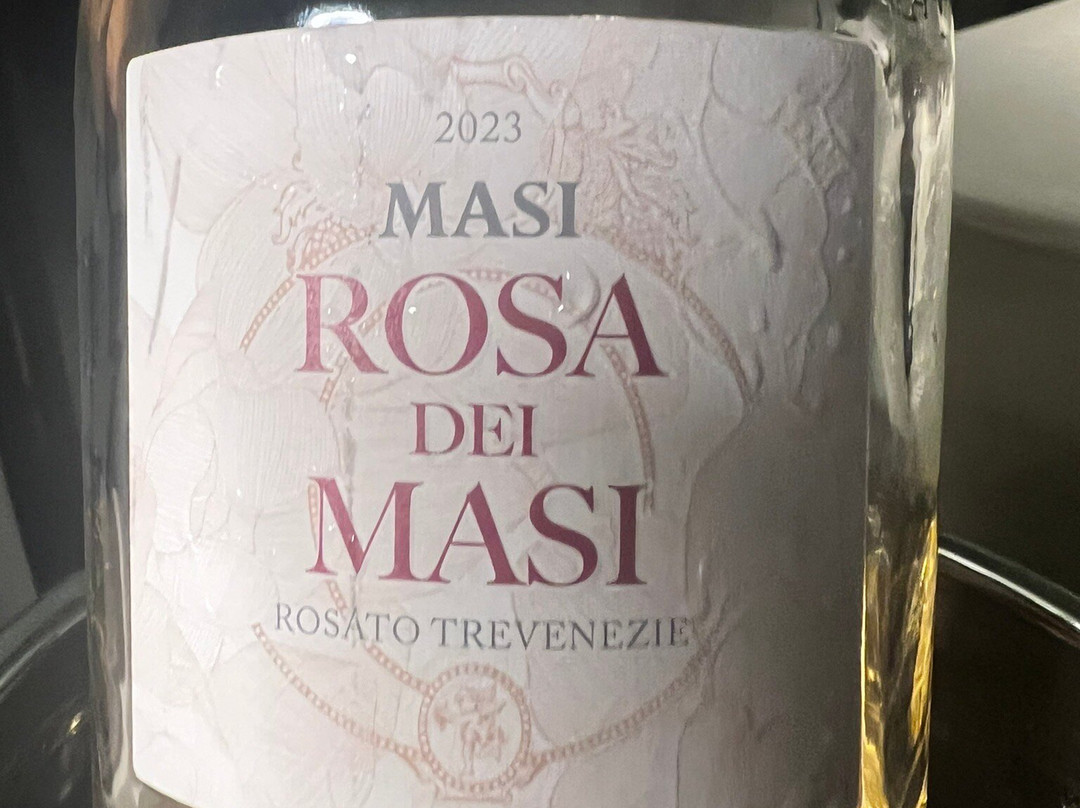 2023
MASI
ROSA
DEI
MASI
ROSATO TREVENEZIE